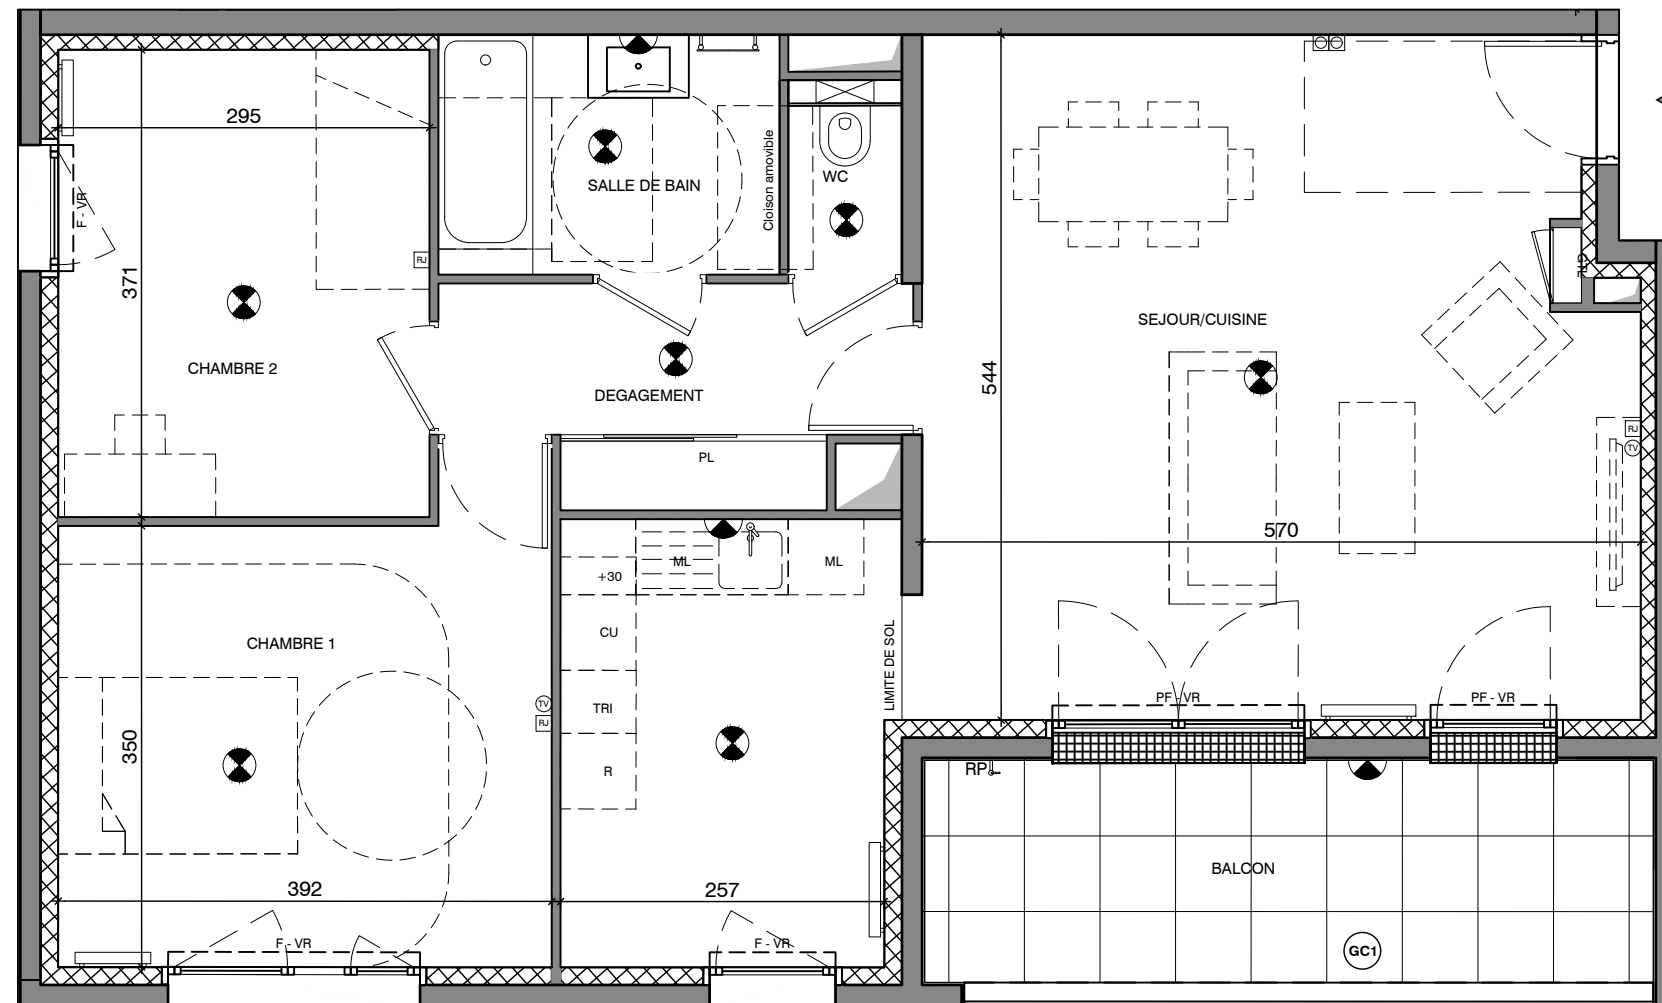 295
F - VR
371
CHAMBRE 2
RJ
SALLE DE BAIN
Cloison amovible
WC
DEGAGEMENT
PL
SEJOUR/CUISINE
GTL
544
570
RJ
TV
CHAMBRE 1
350
392
F - VR
TV
RJ
+30
ML
ML
CU
TRI
R
LIMITE DE SOL
257
F - VR
PF - VR
PF - VR
RP
BALCON
GC1